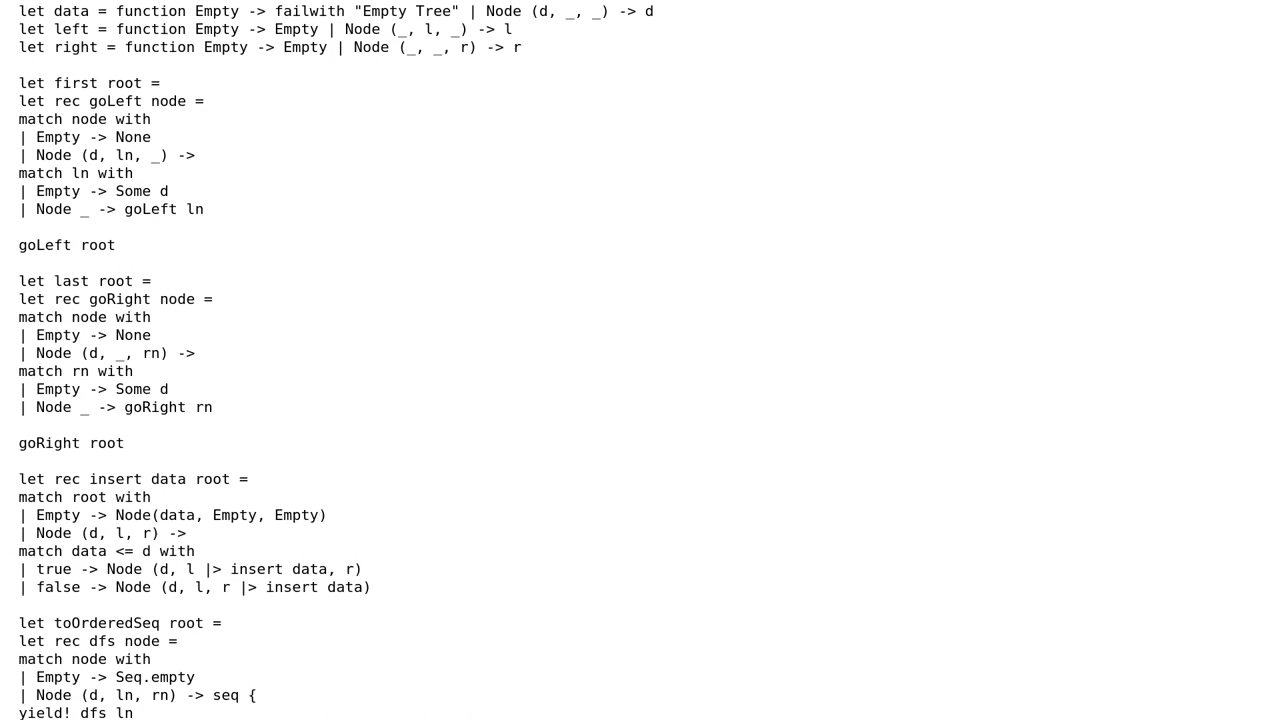 let data = function Empty -> failwith "Empty Tree" | Node (d, _, _) -> d
let left = function Empty -> Empty | Node (_, l, _) -> l
let right = function Empty -> Empty | Node (_, _, r) -> r
let first root =
let rec goLeft node =
match node with
| Empty -> None
| Node (d, ln, _) ->
match ln with
| Empty -> Some d
| Node _ -> goLeft ln
goLeft root
let last root =
let rec goRight node =
match node with
| Empty -> None
| Node (d, _, rn) ->
match rn with
| Empty -> Some d
| Node _ -> goRight rn
goRight root
let rec insert data root =
match root with
| Empty -> Node(data, Empty, Empty)
| Node (d, l, r) ->
match data <= d with
| true -> Node (d, l |> insert data, r)
| false -> Node (d, l, r |> insert data)
let toOrderedSeq root =
let rec dfs node =
match node with
| Empty -> Seq.empty
| Node (d, ln, rn) -> seq {
yield! dfs ln